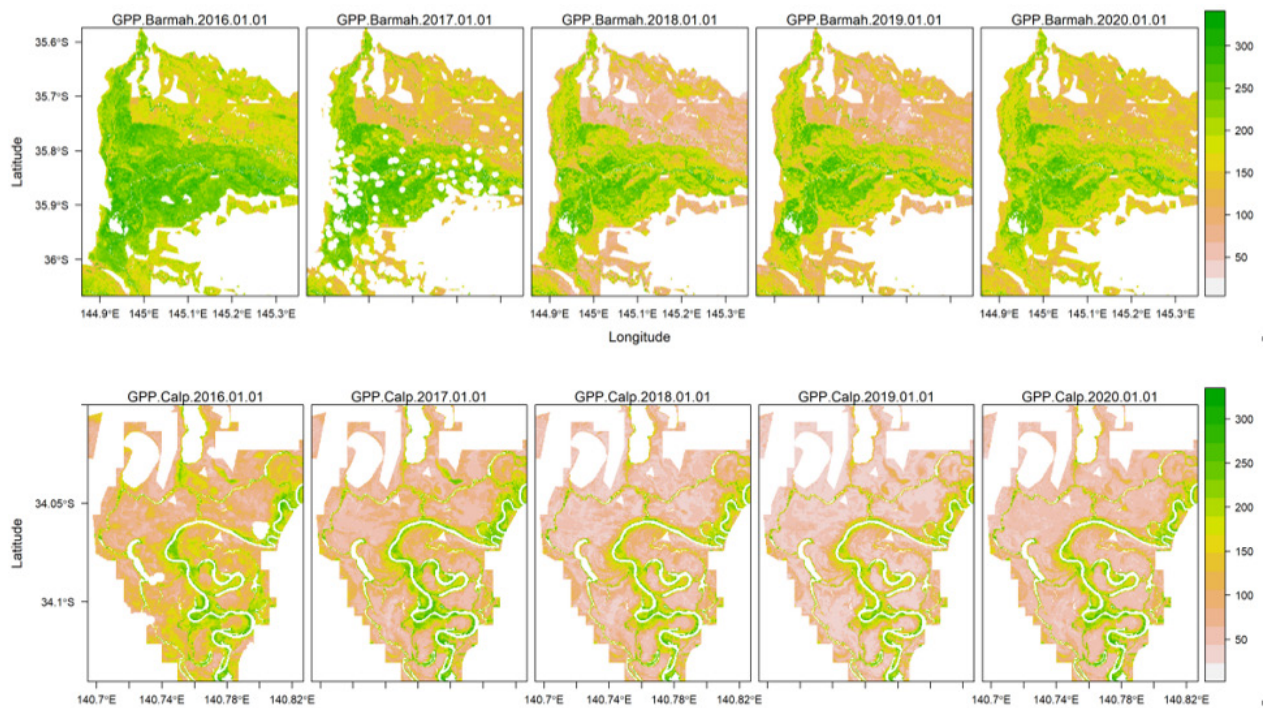 GPP.Barmah.2016.01.01 GPP.Barmah.2017.01.01 GPP.Barmah.2018.01.01 GPP.Barmah.2019.01.01 GPP.Barmah.2020.01.01
35.6°S
35.7°S
35.8°S
35.9°S
36°S
Latitude
300
250
200
150
100
50
144.9°E 145°E 145.1°E 145.2°E 145.3°E 144.9°E 145°E 145.1°E 145.2°E 145.3°E 144.9°E 145°E 145.1°E 145.2°E 145.3°E
Longitude
GPP.Calp.2016.01.01 GPP.Calp.2017.01.01 GPP.Calp.2018.01.01 GPP.Calp.2019.01.01 GPP.Calp.2020.01.01
34.05°S
34.1°S
Latitude
300
250
200
150
100
50
140.7°E 140.74°E 140.78°E 140.82°E 140.7°E 140.74°E 140.78°E 140.82°E 140.7°E 140.74°E 140.78°E 140.82°E